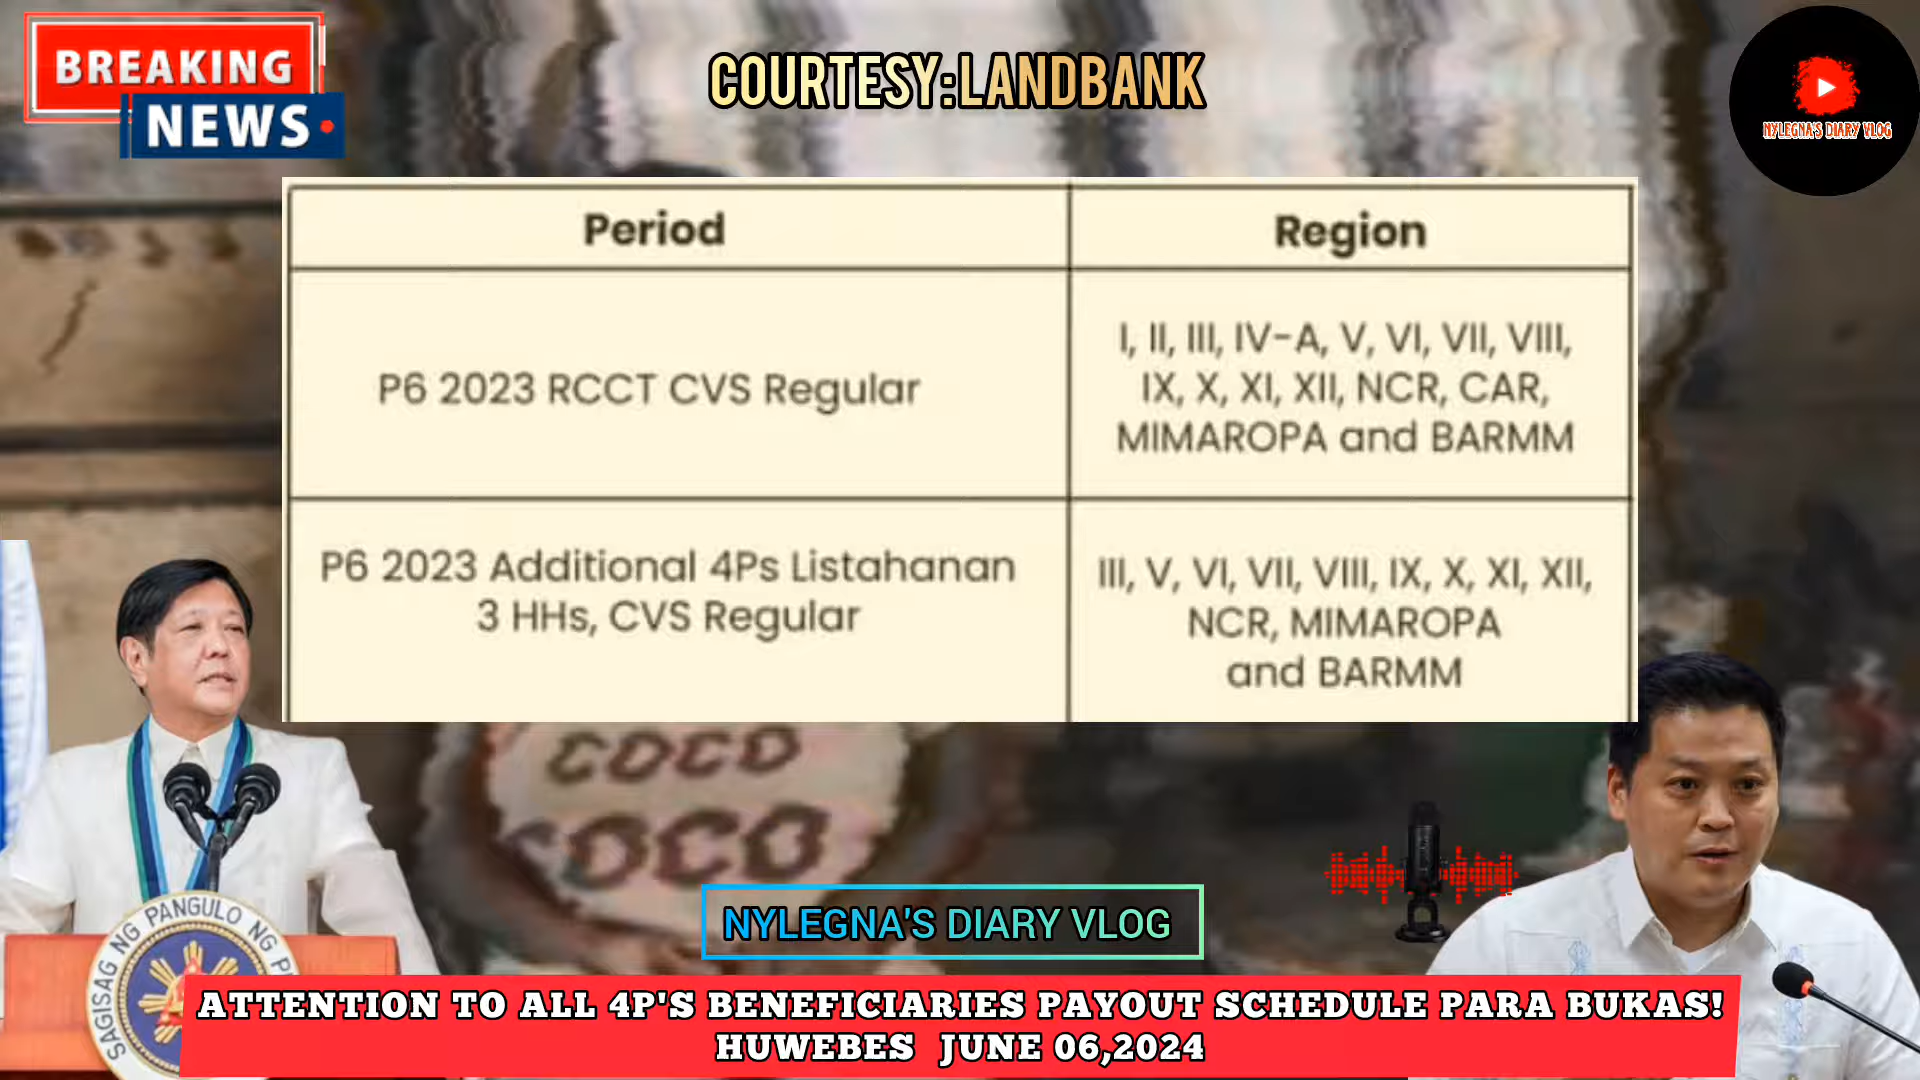 BREAKING
NEWS
COURTESY:LANDBANK
NYLEGNA'S DIARY VLOG
Period
Region
P6 2023 RCCT CVS Regular
I, II, III, IV-A, V, VI, VII, VIII,
IX, X, XI, XII, NCR, CAR,
MIMAROPA and BARMM
P6 2023 Additional 4Ps Listahanan
3 HHs, CVS Regular
III, V, VI, VII, VIII, IX, X, XI, XII,
NCR, MIMAROPA
and BARMM
COCO
COCO
SAGISAG NG PANGULO NG
NYLEGNA'S DIARY VLOG
ATTENTION TO ALL 4P'S BENEFICIARIES PAYOUT SCHEDULE PARA BUKAS!
HUWEBES JUNE 06,2024